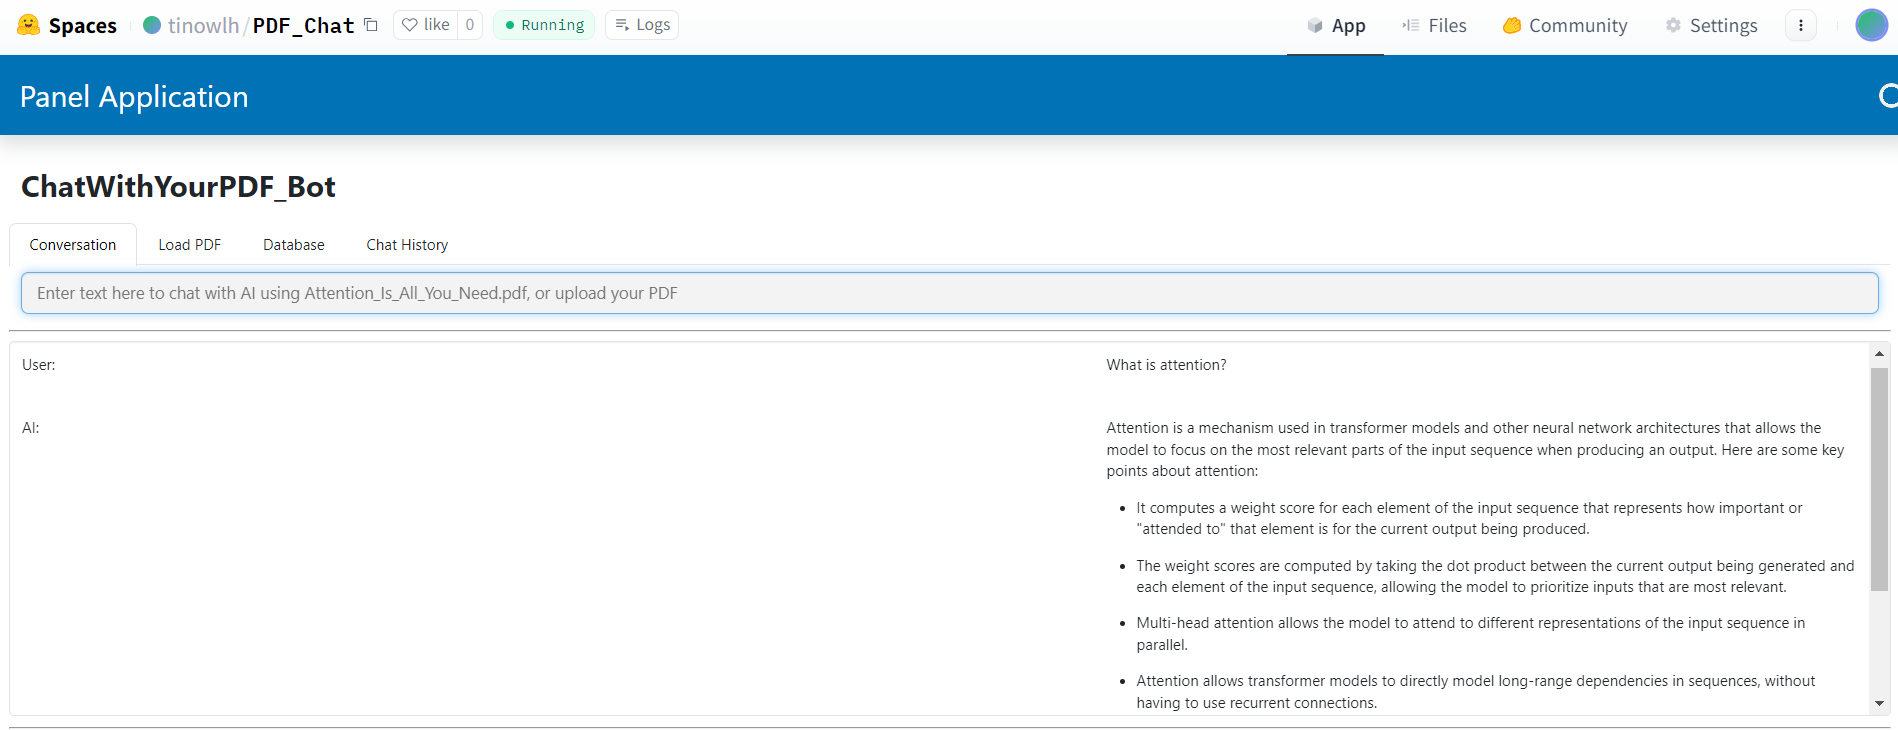 Spaces tinowlh/PDF_Chat like 0 Running Logs App Files Community Settings
Panel Application
ChatWithYourPDF_Bot
Conversation Load PDF Database Chat History
Enter text here to chat with AI using Attention_Is_All_You_Need.pdf, or upload your PDF
User: What is attention?
AI: Attention is a mechanism used in transformer models and other neural network architectures that allows the
model to focus on the most relevant parts of the input sequence when producing an output. Here are some key
points about attention:
• It computes a weight score for each element of the input sequence that represents how important or
"attended to" that element is for the current output being produced.
• The weight scores are computed by taking the dot product between the current output being generated and
each element of the input sequence, allowing the model to prioritize inputs that are most relevant.
• Multi-head attention allows the model to attend to different representations of the input sequence in
parallel.
• Attention allows transformer models to directly model long-range dependencies in sequences, without
having to use recurrent connections.